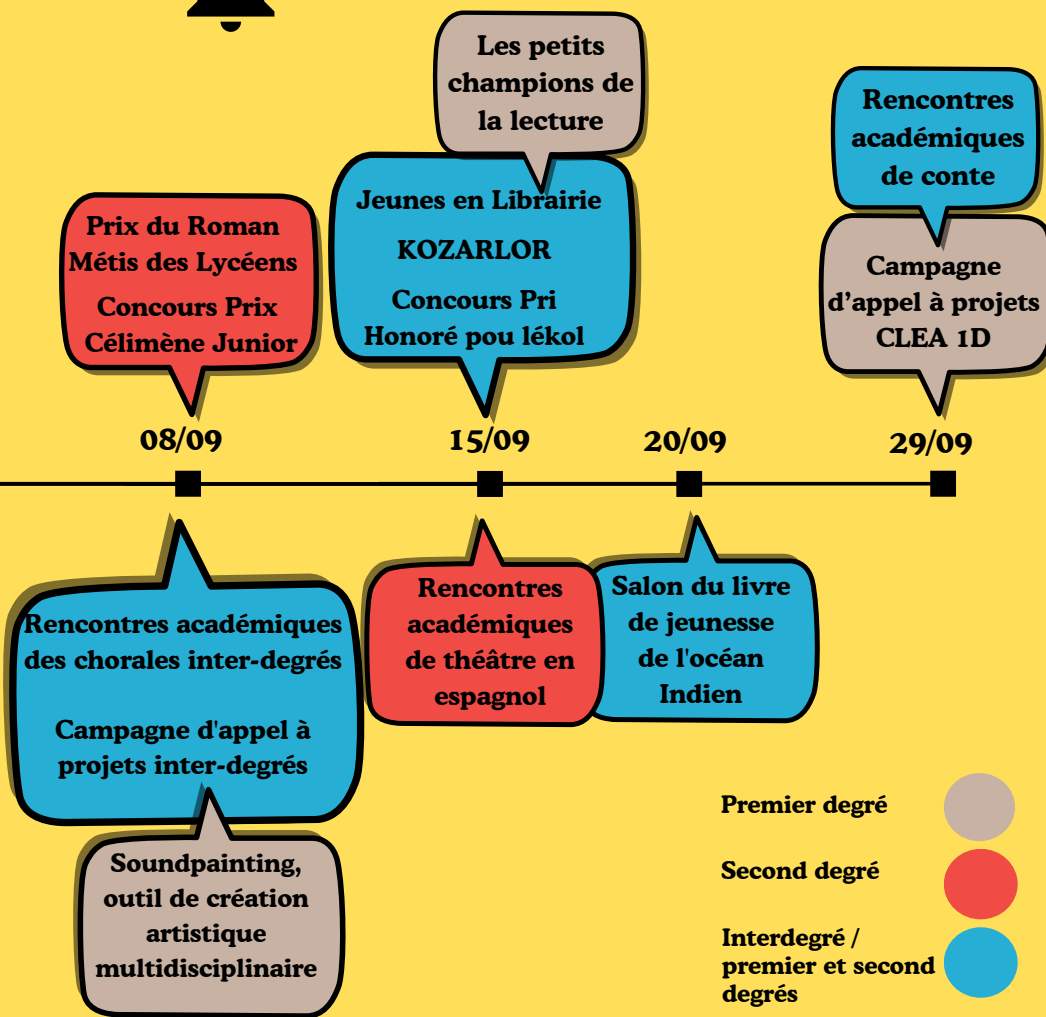 Les petits
champions de
la lecture
Rencontres
académiques
de conte
Prix du Roman
Métis des Lycéens
Concours Prix
Célimène Junior
Jeunes en Librairie
KOZARLOR
Concours Pri
Honoré pou lékol
Campagne
d’appel à projets
CLEA 1D
08/09
15/09
20/09
29/09
Rencontres académiques
des chorales inter-degrés
Campagne d'appel à
projets inter-degrés
Rencontres
académiques
de théâtre en
espagnol
Salon du livre
de jeunesse
de l'océan
Indien
Soundpainting,
outil de création
artistique
multidisciplinaire
Premier degré
Second degré
Interdegré /
premier et second
degrés